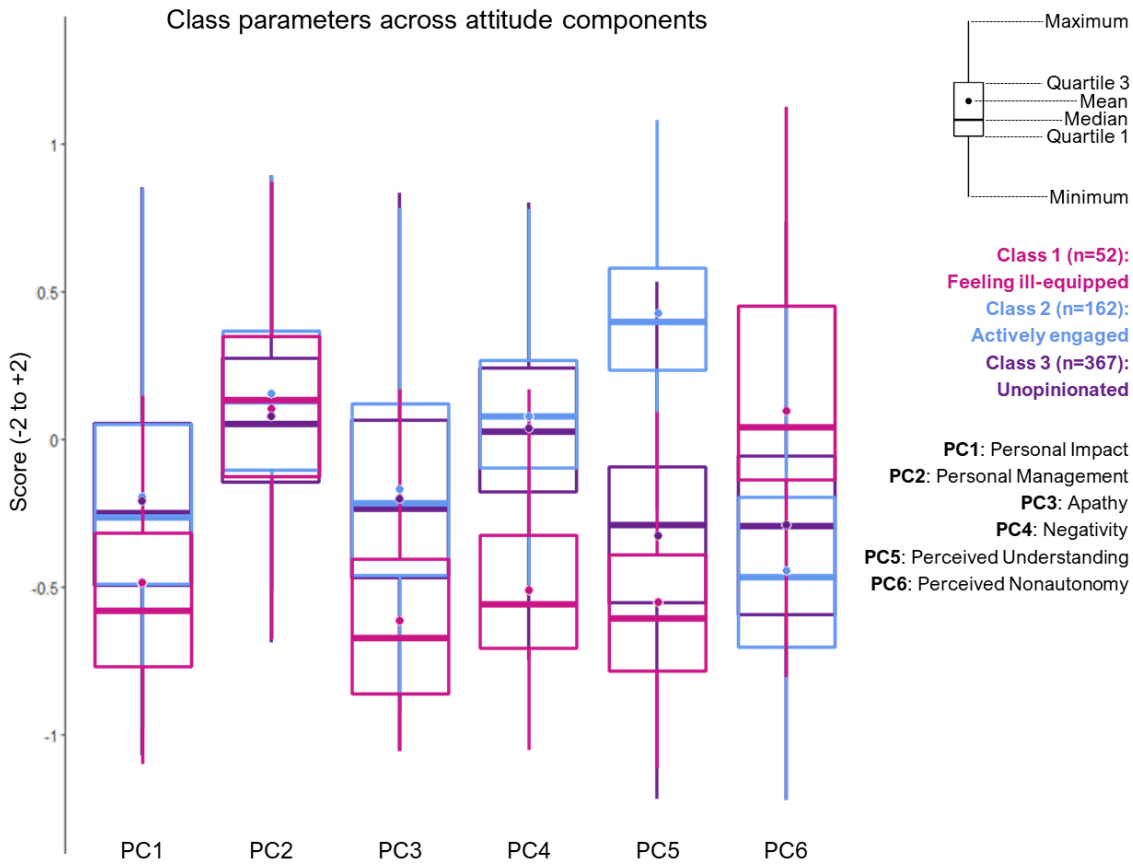 Class parameters across attitude components
Maximum
Quartile 3
Mean
Median
Quartile 1
Minimum
Class 1 (n=52):
Feeling ill-equipped
Class 2 (n=162):
Actively engaged
Class 3 (n=367):
Unopinionated
PC1: Personal Impact
PC2: Personal Management
PC3: Apathy
PC4: Negativity
PC5: Perceived Understanding
PC6: Perceived Nonautonomy
Score (-2 to +2)
1
0.5
0
-0.5
-1
PC1 PC2 PC3 PC4 PC5 PC6